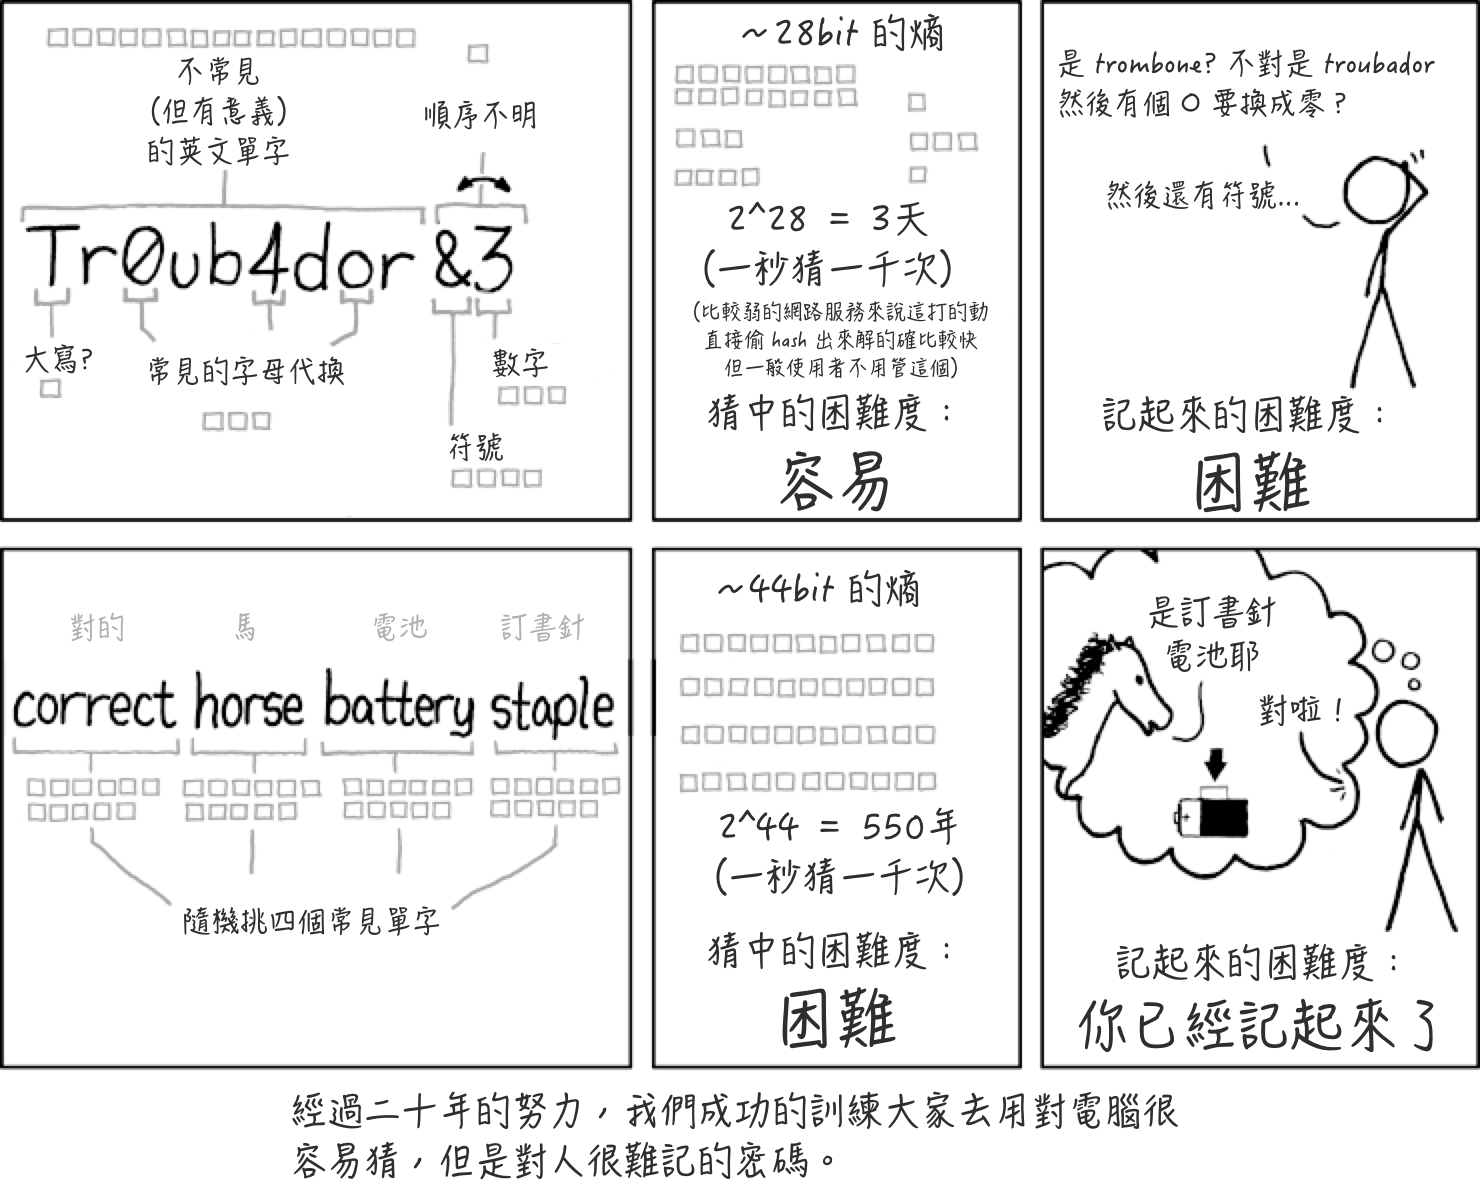 不常見
(但有意義)
的英文單字
順序不明
Tr0ub4dor &3
大寫?
常見的字母代換
數字
符號
~28bit 的熵
2^28 = 3天
(一秒猜一千次)
(比較弱的網路服務來說這打的動
直接偷 hash 出來解的確比較快
但一般使用者不用管這個)
猜中的困難度：
容易
是 trombone? 不對是 troubador
然後有個 O 要換成零？
然後還有符號...
記起來的困難度：
困難
對的 馬 電池 訂書針
correct horse battery staple
隨機挑四個常見單字
~44bit 的熵
2^44 = 550年
(一秒猜一千次)
猜中的困難度：
困難
是訂書針
電池耶
對啦！
+
記起來的困難度：
你已經記起來了
經過二十年的努力，我們成功的訓練大家去用對電腦很
容易猜，但是對人很難記的密碼。